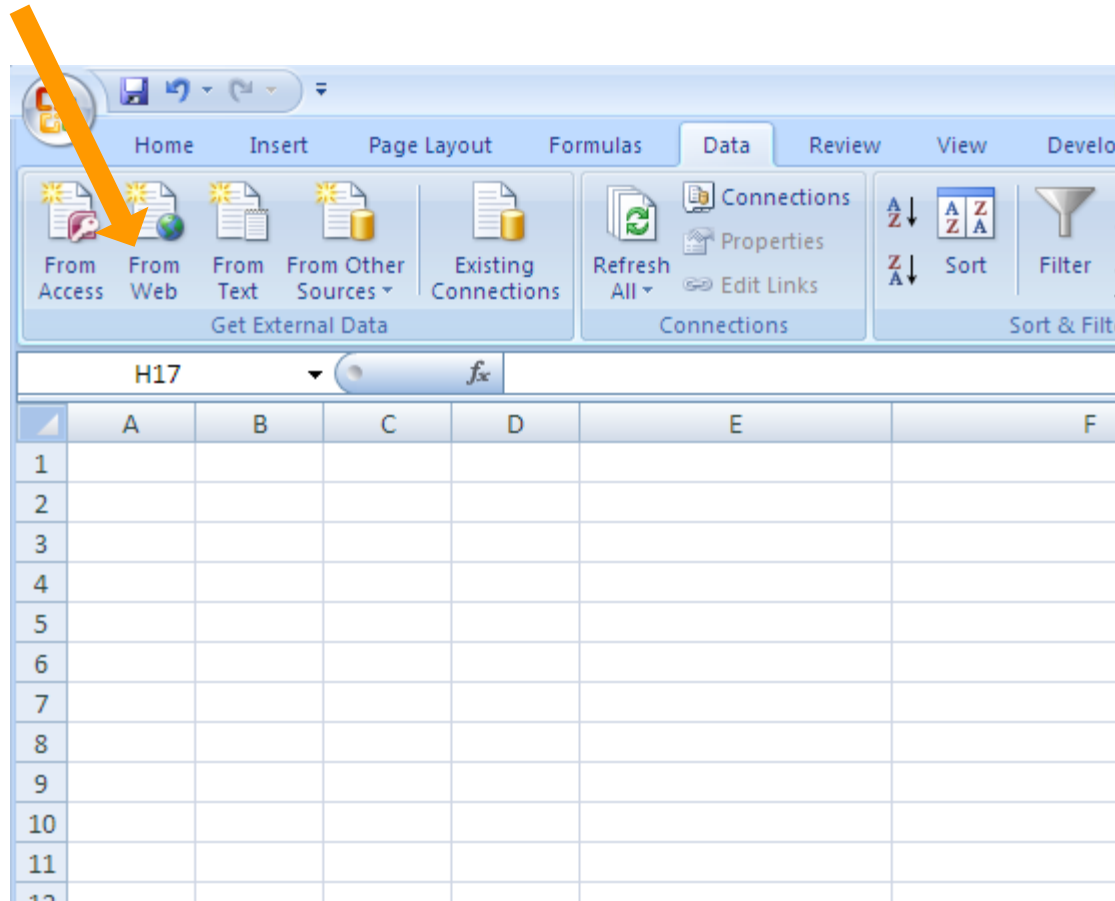 Home Insert Page Layout Formulas Data Review View Develo
From Access From Web From Text From Other Sources Existing Connections Refresh All Connections Properties Edit Links A Z Z A A Z Z A Sort Filter
Get External Data Connections Sort & Filt
H17 fx
A B C D E F
1
2
3
4
5
6
7
8
9
10
11
12